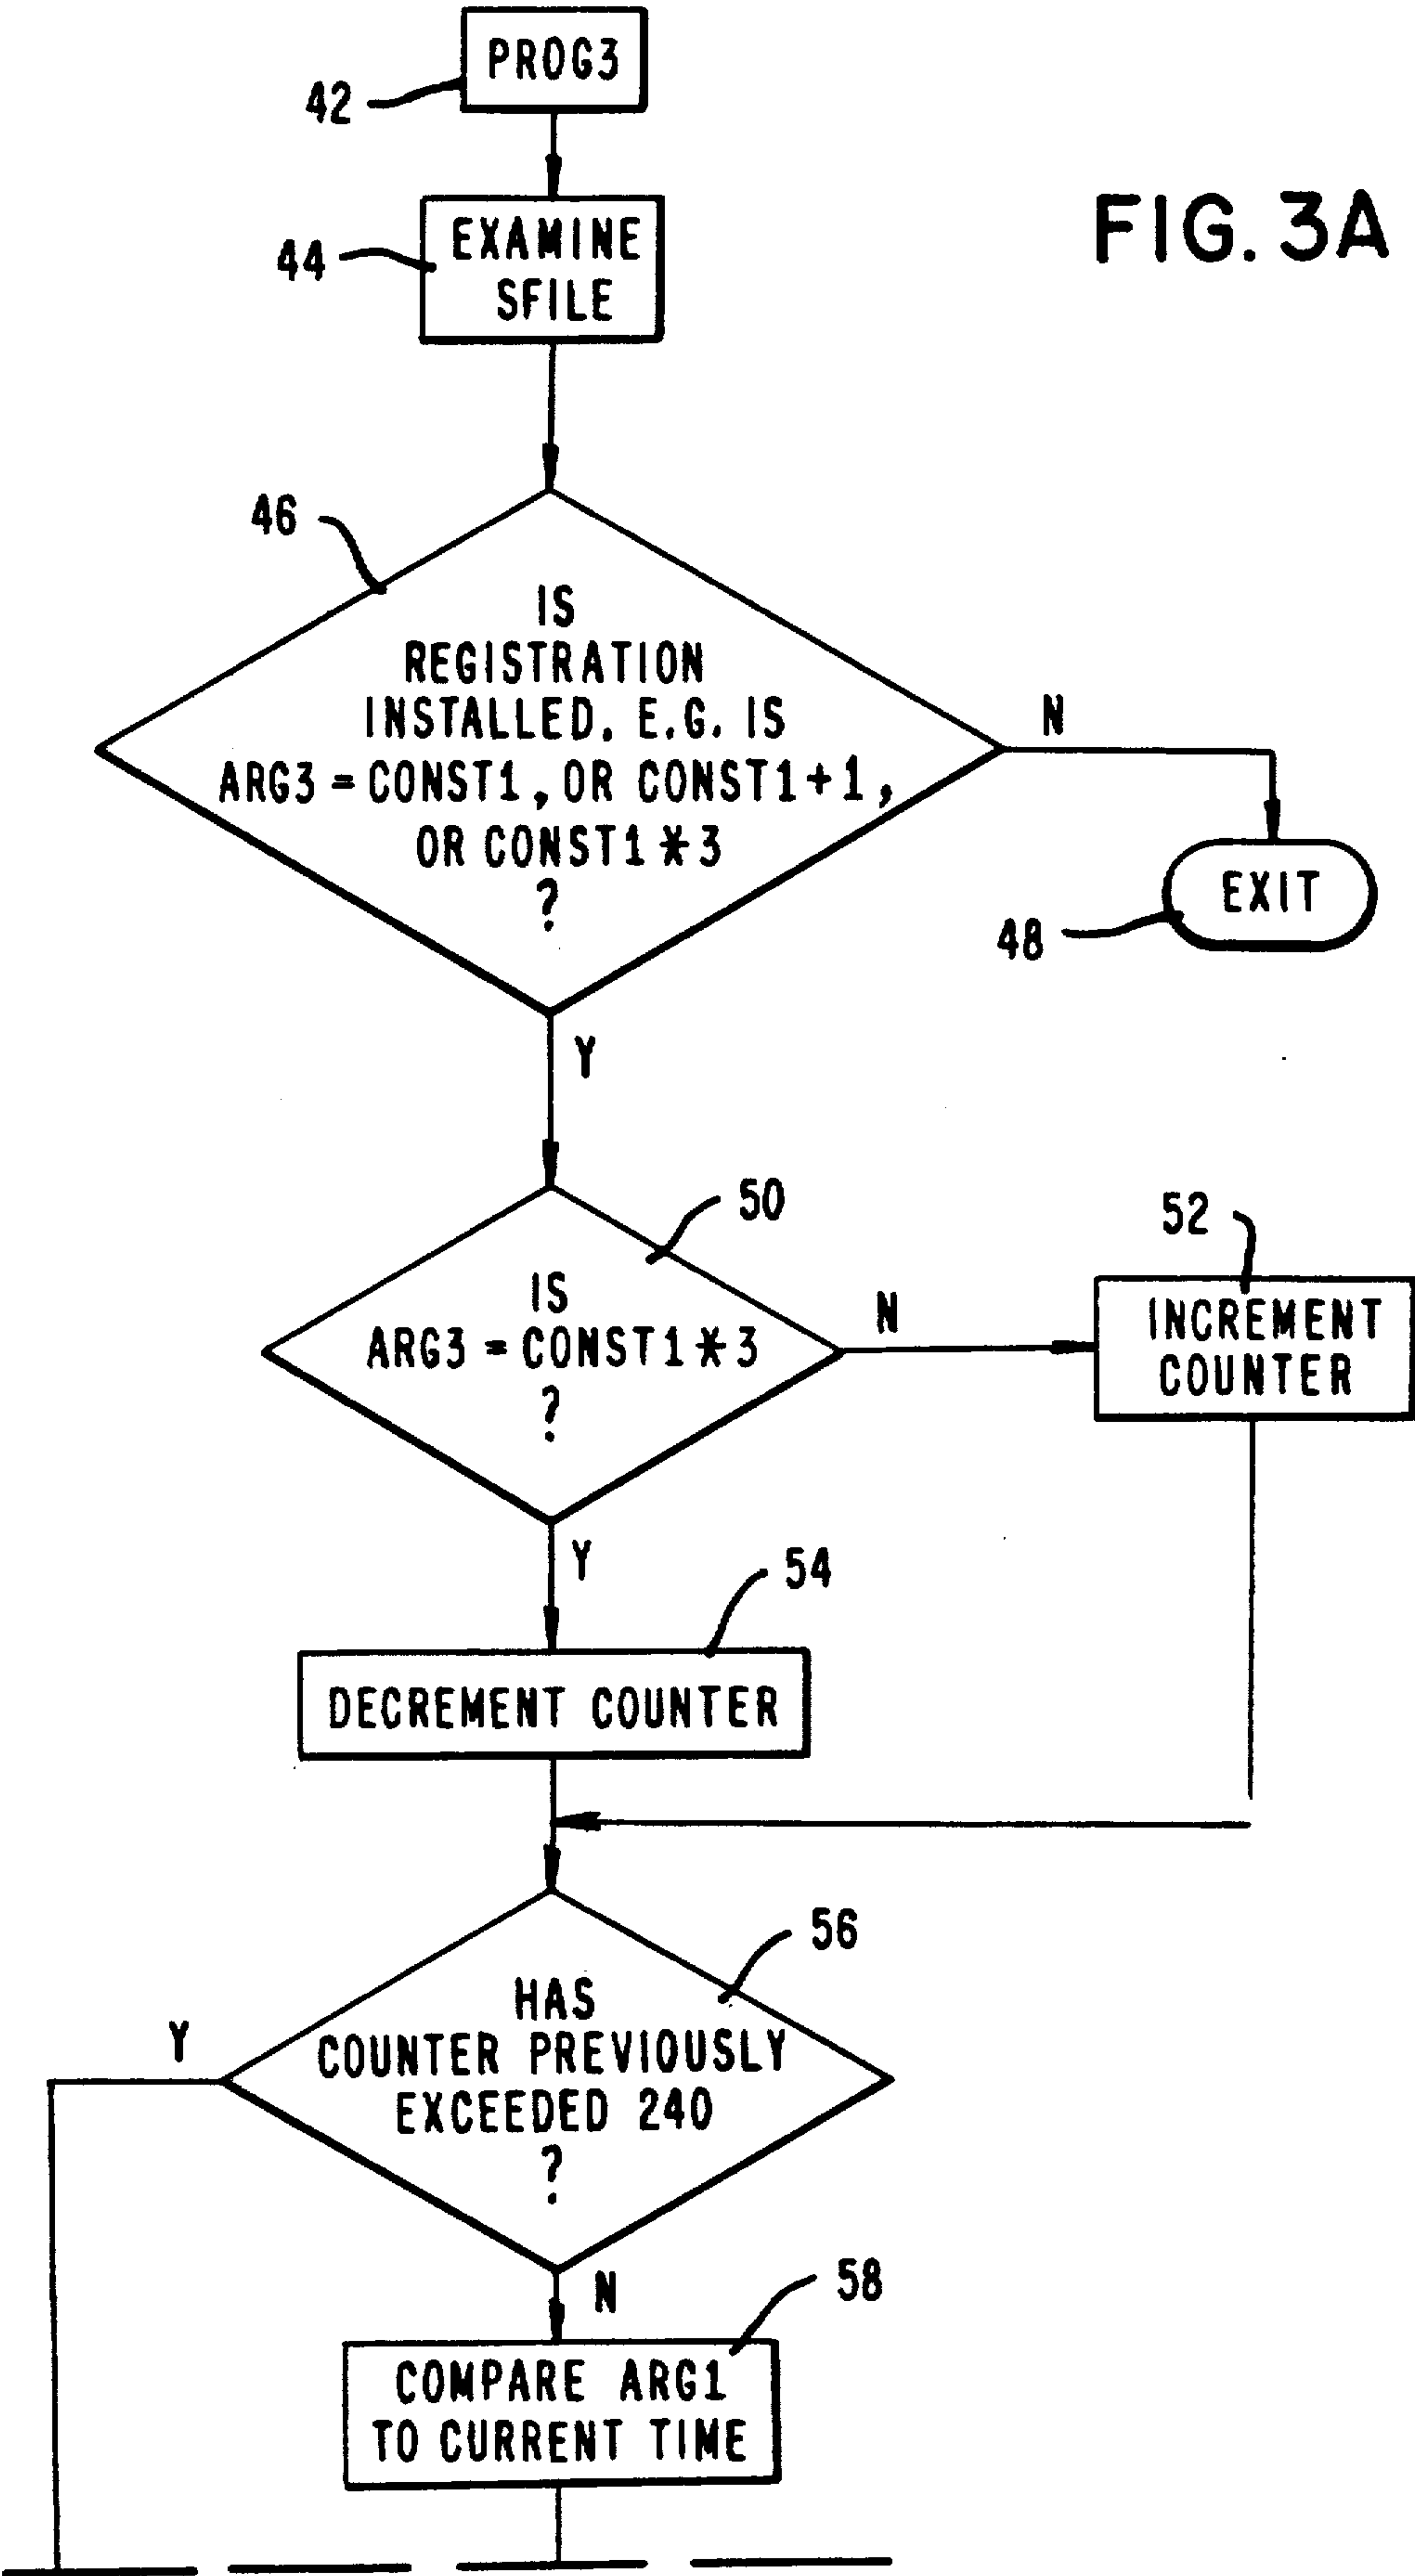 PROG3
42
FIG. 3A
EXAMINE
SFILE
44
46
IS
REGISTRATION
INSTALLED, E.G. IS
ARG3 = CONST1, OR CONST1+1,
OR CONST1*3
?
N
EXIT
48
Y
50
IS
ARG3 = CONST1*3
?
N
52
INCREMENT
COUNTER
Y
54
DECREMENT COUNTER
56
HAS
COUNTER PREVIOUSLY
EXCEEDED 240
?
Y
N
58
COMPARE ARG1
TO CURRENT TIME